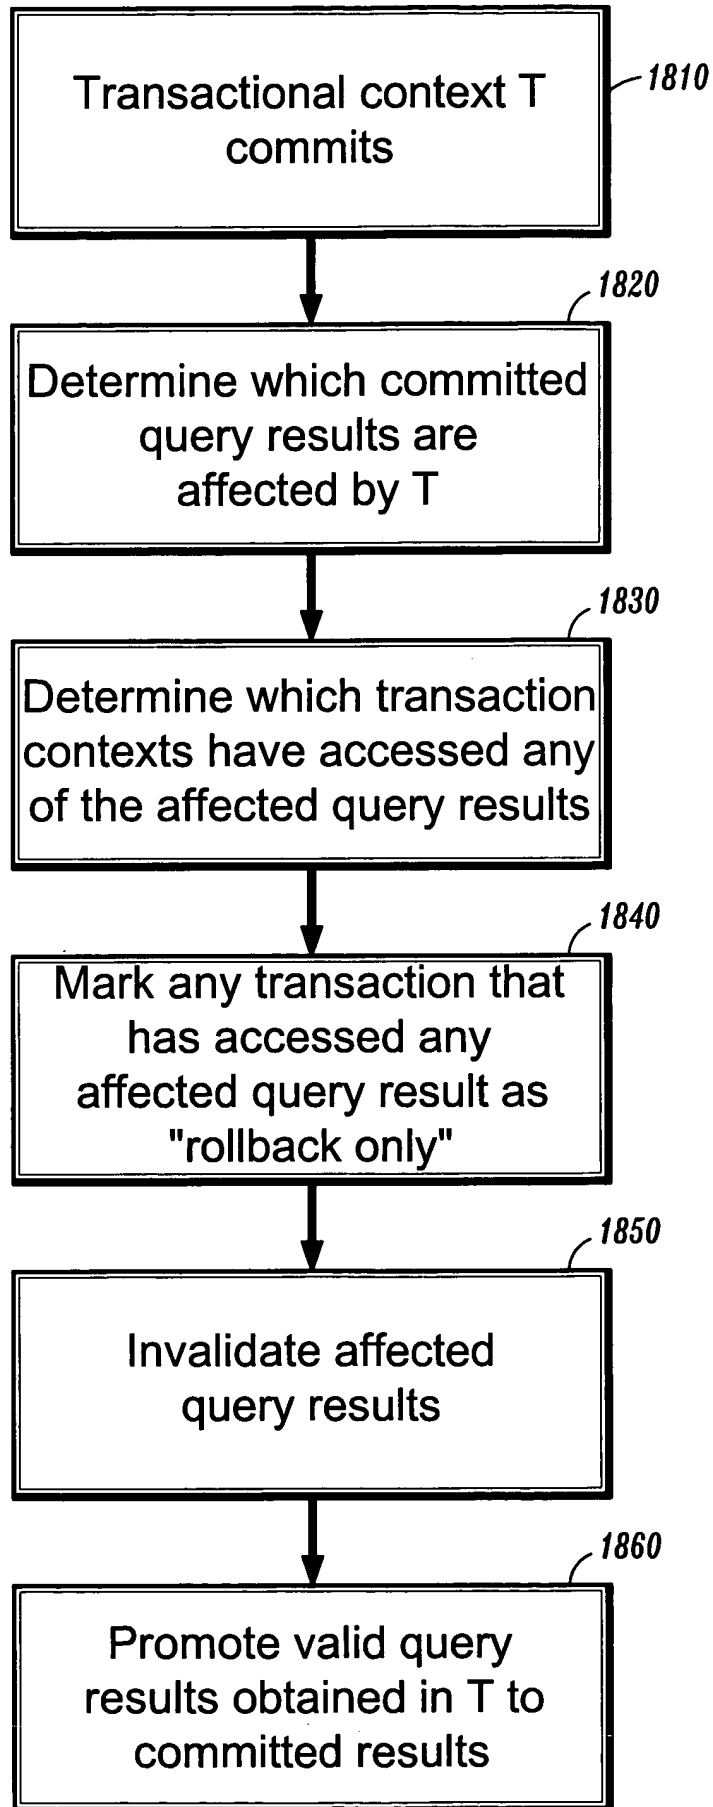 Transactional context T
commits
1810
1820
Determine which committed
query results are
affected by T
1830
Determine which transaction
contexts have accessed any
of the affected query results
1840
Mark any transaction that
has accessed any
affected query result as
"rollback only"
1850
Invalidate affected
query results
1860
Promote valid query
results obtained in T to
committed results